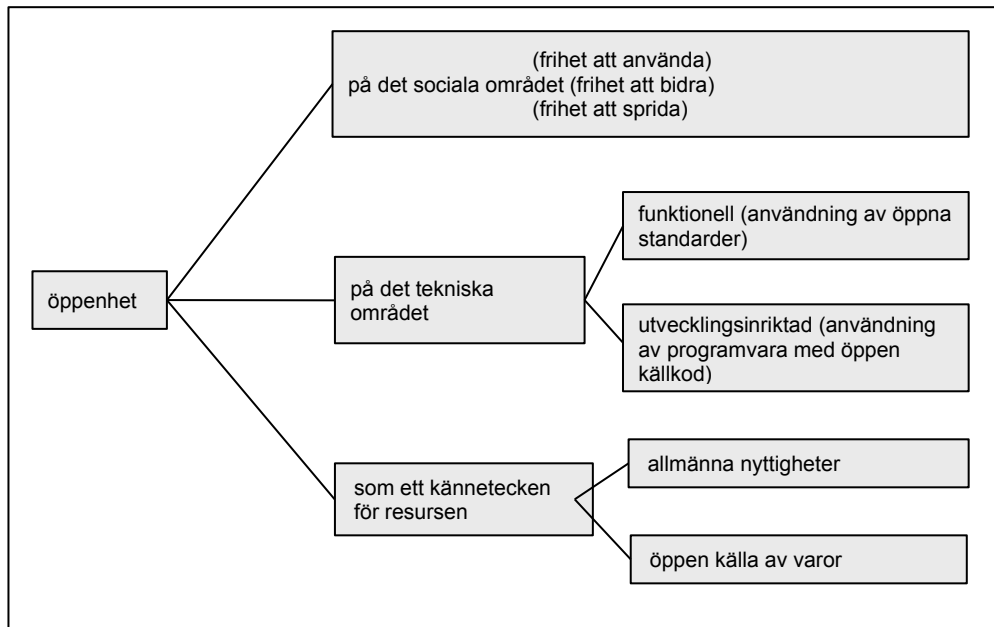 (frihet att använda)
på det sociala området (frihet att bidra)
(frihet att sprida)
funktionell (användning av öppna
standarder)
öppenhet
på det tekniska
området
utvecklingsinriktad (användning
av programvara med öppen
källkod)
allmänna nyttigheter
som ett kännetecken
för resursen
öppen källa av varor